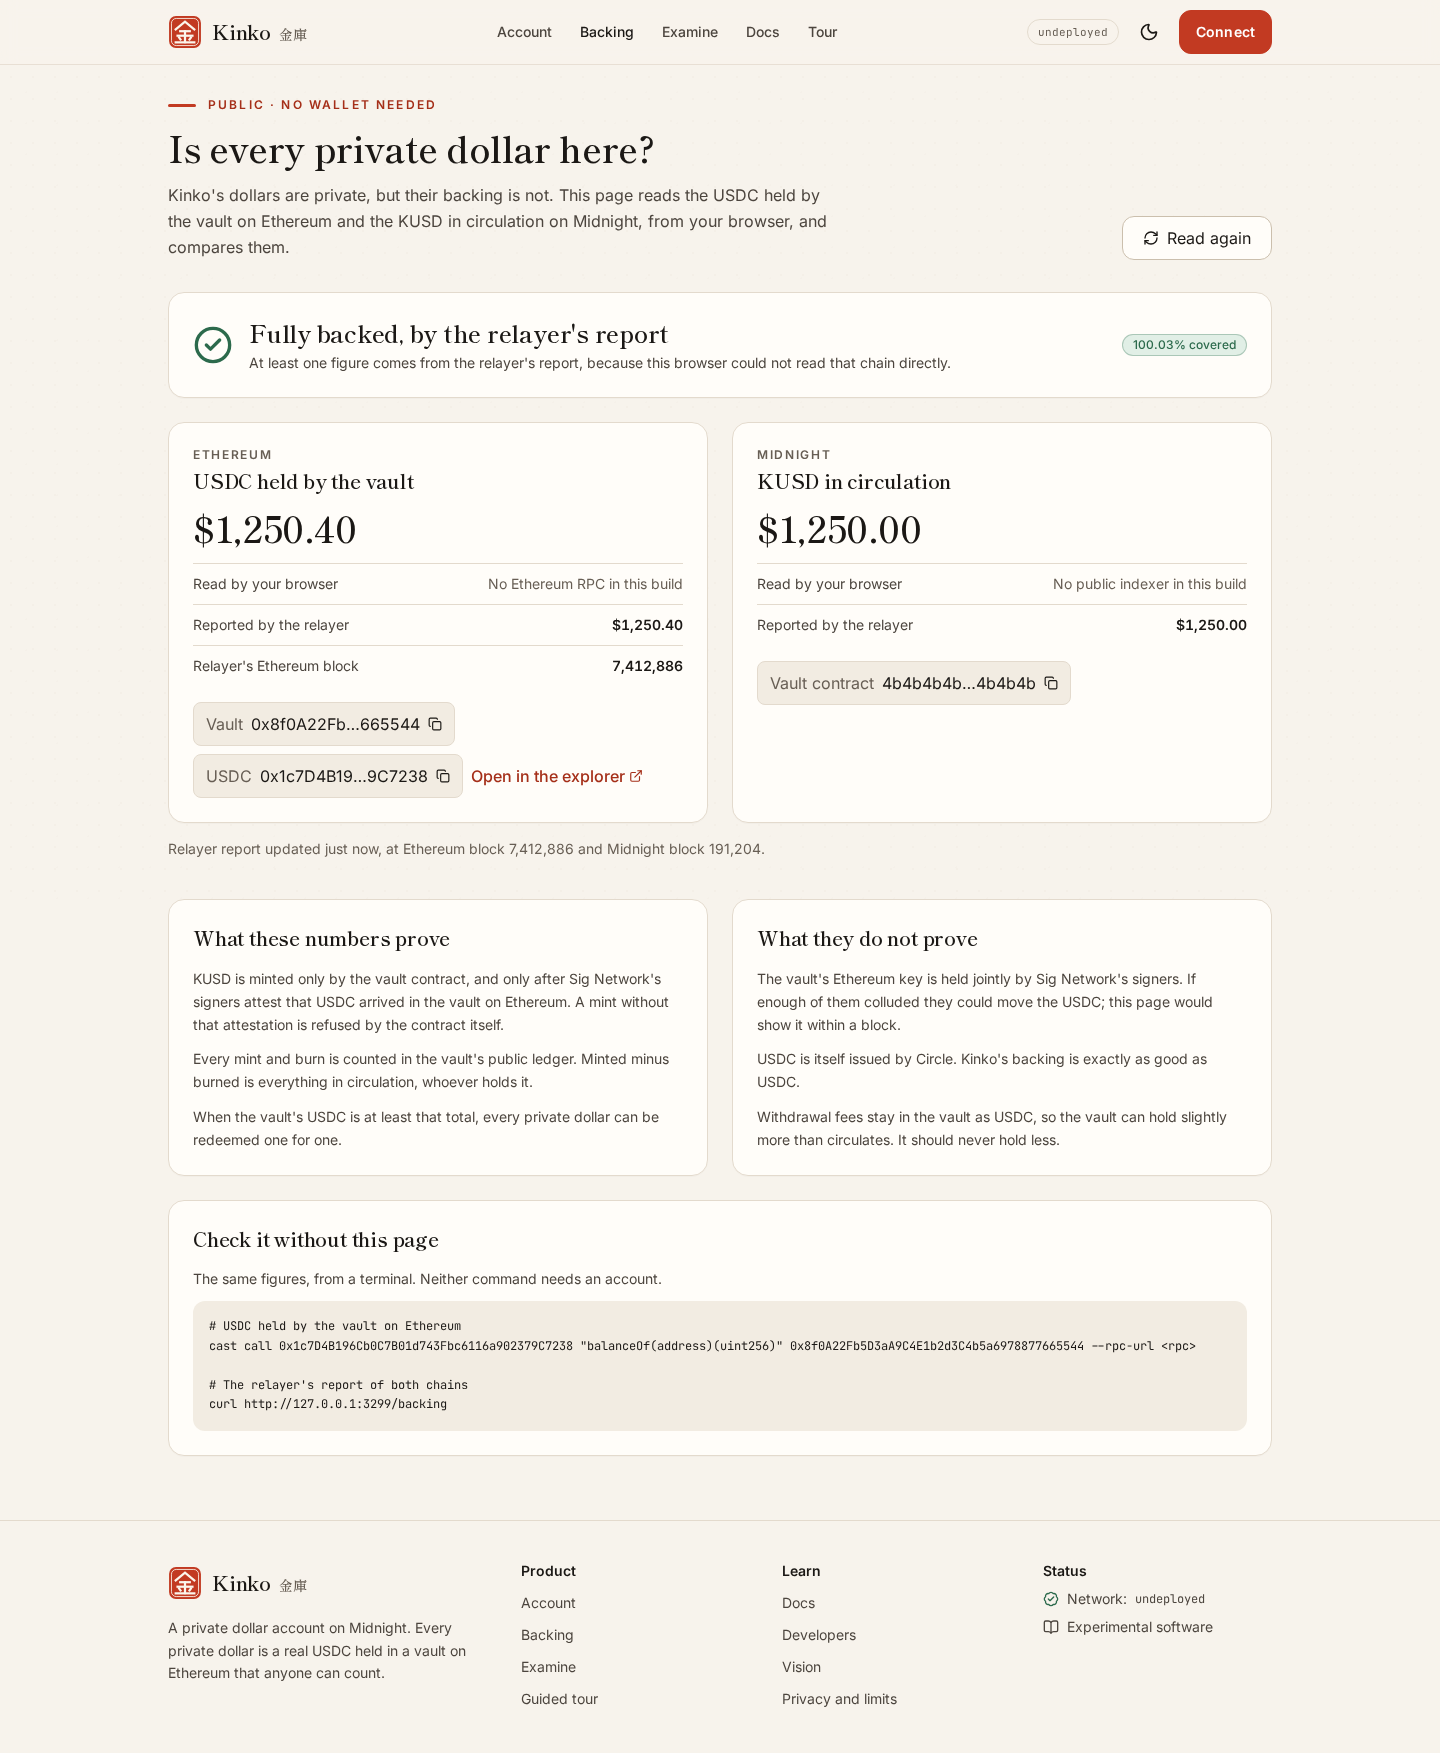 金 Kinko 金庫
Account Backing Examine Docs Tour
undeployed
Connect
PUBLIC · NO WALLET NEEDED
Is every private dollar here?
Kinko's dollars are private, but their backing is not. This page reads the USDC held by
the vault on Ethereum and the KUSD in circulation on Midnight, from your browser, and
compares them.
Read again
Fully backed, by the relayer's report
At least one figure comes from the relayer's report, because this browser could not read that chain directly.
100.03% covered
ETHEREUM
USDC held by the vault
$1,250.40
Read by your browser No Ethereum RPC in this build
Reported by the relayer $1,250.40
Relayer's Ethereum block 7,412,886
Vault 0x8f0A22Fb…665544
USDC 0x1c7D4B19…9C7238 Open in the explorer
MIDNIGHT
KUSD in circulation
$1,250.00
Read by your browser No public indexer in this build
Reported by the relayer $1,250.00
Vault contract 4b4b4b4b…4b4b4b
Relayer report updated just now, at Ethereum block 7,412,886 and Midnight block 191,204.
What these numbers prove
KUSD is minted only by the vault contract, and only after Sig Network's
signers attest that USDC arrived in the vault on Ethereum. A mint without
that attestation is refused by the contract itself.
Every mint and burn is counted in the vault's public ledger. Minted minus
burned is everything in circulation, whoever holds it.
When the vault's USDC is at least that total, every private dollar can be
redeemed one for one.
What they do not prove
The vault's Ethereum key is held jointly by Sig Network's signers. If
enough of them colluded they could move the USDC; this page would
show it within a block.
USDC is itself issued by Circle. Kinko's backing is exactly as good as
USDC.
Withdrawal fees stay in the vault as USDC, so the vault can hold slightly
more than circulates. It should never hold less.
Check it without this page
The same figures, from a terminal. Neither command needs an account.
# USDC held by the vault on Ethereum
cast call 0x1c7D4B196Cb0C7B01d743Fbc6116a902379C7238 "balanceOf(address)(uint256)" 0x8f0A22Fb5D3aA9C4E1b2d3C4b5a6978877665544 --rpc-url <rpc>
# The relayer's report of both chains
curl http://127.0.0.1:3299/backing
金 Kinko 金庫
A private dollar account on Midnight. Every
private dollar is a real USDC held in a vault on
Ethereum that anyone can count.
Product
Account
Backing
Examine
Guided tour
Learn
Docs
Developers
Vision
Privacy and limits
Status
Network: undeployed
Experimental software